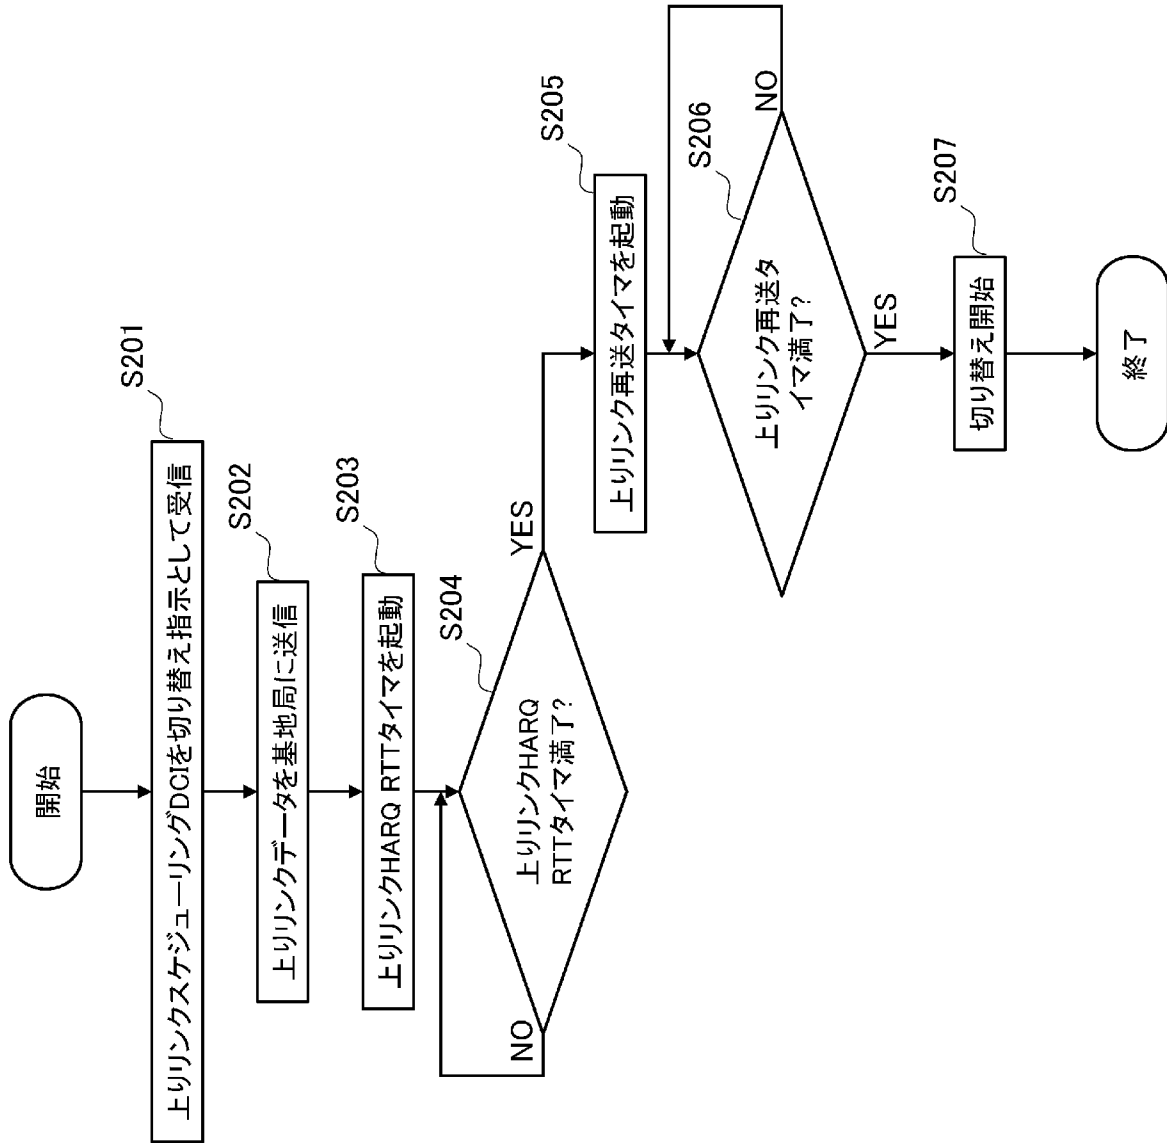 開始
S201
上りリンクスケジューリングDCIを切り替え指示として受信
S202
上りリンクデータを基地局に送信
S203
上りリンクHARQ RTTタイマを起動
S204
上りリンクHARQ
RTTタイマ満了?
NO
YES
S205
上りリンク再送タイマを起動
S206
上りリンク再送タ
イマ満了?
NO
YES
S207
切り替え開始
終了